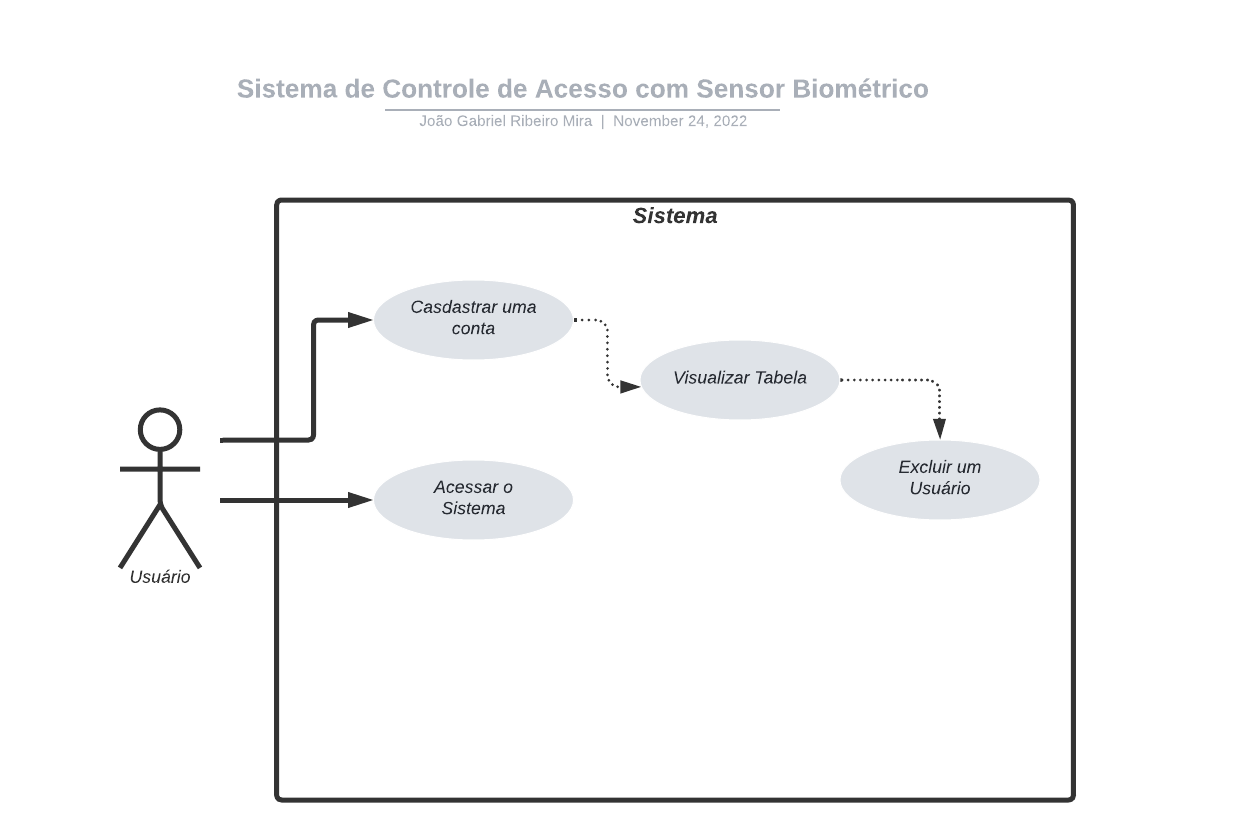 Sistema de Controle de Acesso com Sensor Biométrico
João Gabriel Ribeiro Mira | November 24, 2022
Sistema
Casdastrar uma
conta
Visualizar Tabela
Excluir um
Usuário
Acessar o
Sistema
Usuário